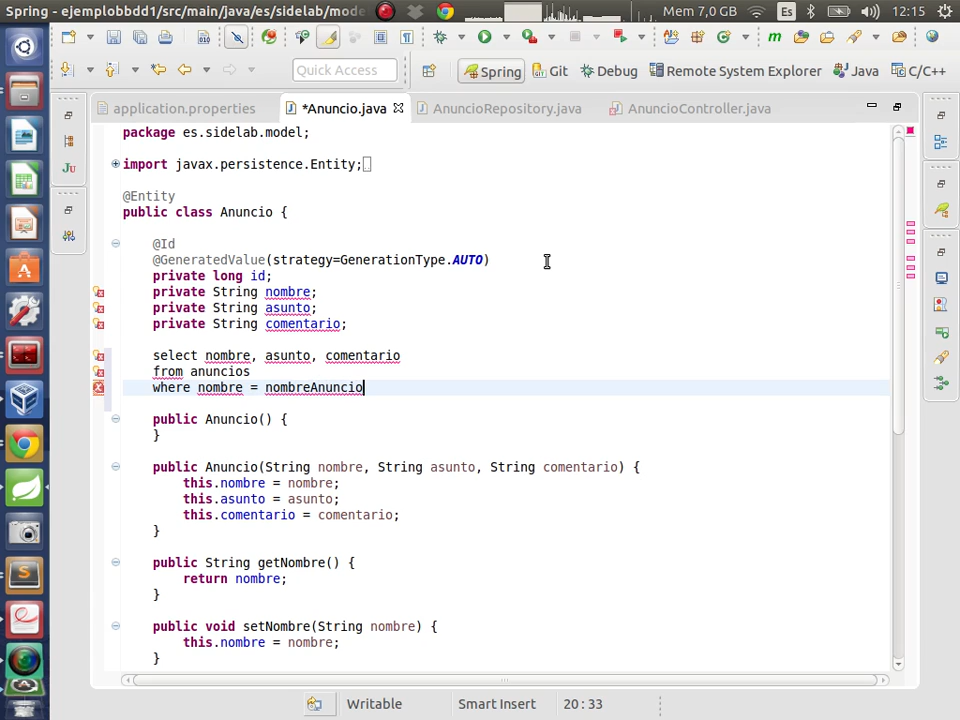 Spring - ejemplobbdd1/src/main/java/es/sidelab/mode
Mem 7,0 GB
Es
12:15
Quick Access
Spring
Git
Debug
Remote System Explorer
Java
C/C++
application.properties
*Anuncio.java
AnuncioRepository.java
AnuncioController.java
package es.sidelab.model;
import javax.persistence.Entity;
@Entity
public class Anuncio {
@Id
@GeneratedValue(strategy=GenerationType.AUTO)
private long id;
private String nombre;
private String asunto;
private String comentario;
select nombre, asunto, comentario
from anuncios
where nombre = nombreAnuncio
public Anuncio() {
}
public Anuncio(String nombre, String asunto, String comentario) {
this.nombre = nombre;
this.asunto = asunto;
this.comentario = comentario;
}
public String getNombre() {
return nombre;
}
public void setNombre(String nombre) {
this.nombre = nombre;
}
Writable
Smart Insert
20 : 33